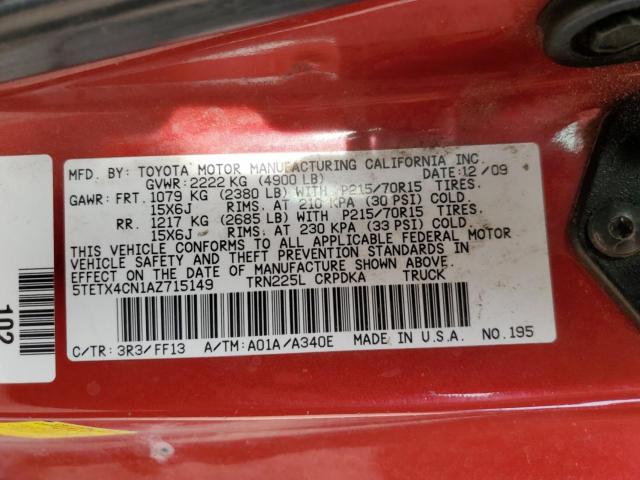 MFD. BY: TOYOTA MOTOR MANUFACTURING CALIFORNIA INC.
GVWR: 2222 KG (4900 LB) DATE: 12/09
GAWR: FRT. 1079 KG (2380 LB) WITH P215/70R15 TIRES.
15X6J RIMS. AT 210 KPA (30 PSI) COLD.
RR. 1217 KG (2685 LB) WITH P215/70R15 TIRES.
15X6J RIMS. AT 230 KPA (33 PSI) COLD.
THIS VEHICLE CONFORMS TO ALL APPLICABLE FEDERAL MOTOR
VEHICLE SAFETY AND THEFT PREVENTION STANDARDS IN
EFFECT ON THE DATE OF MANUFACTURE SHOWN ABOVE.
5TETX4CN1AZ715149 TRN225L CRPDKA TRUCK
C/TR: 3R3/FF13 A/TM: A01A/A340E MADE IN U.S.A. NO. 195
102